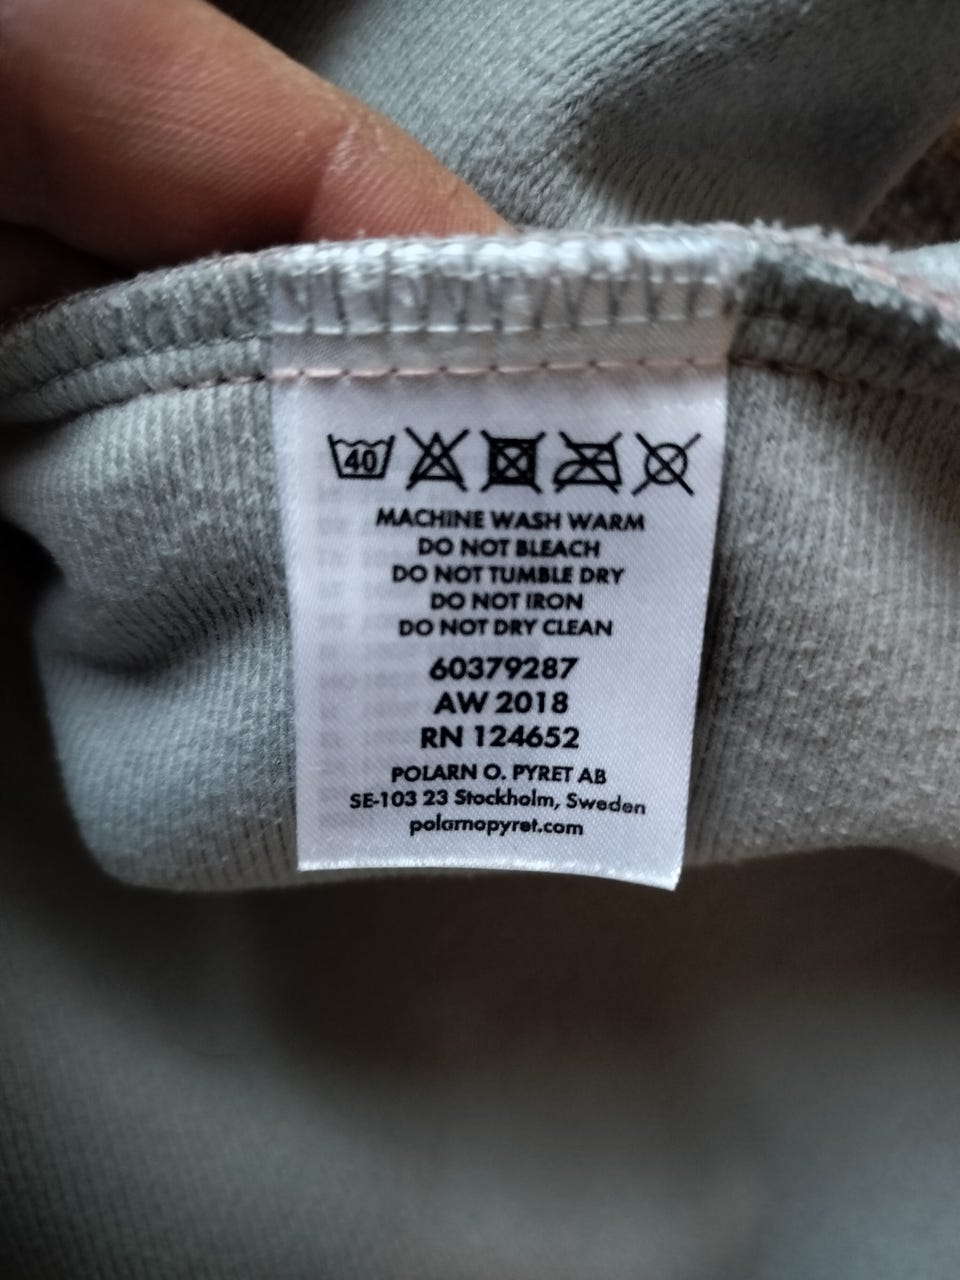 40
MACHINE WASH WARM
DO NOT BLEACH
DO NOT TUMBLE DRY
DO NOT IRON
DO NOT DRY CLEAN
60379287
AW 2018
RN 124652
POLARN O. PYRET AB
SE-103 23 Stockholm, Sweden
polarnopyret.com